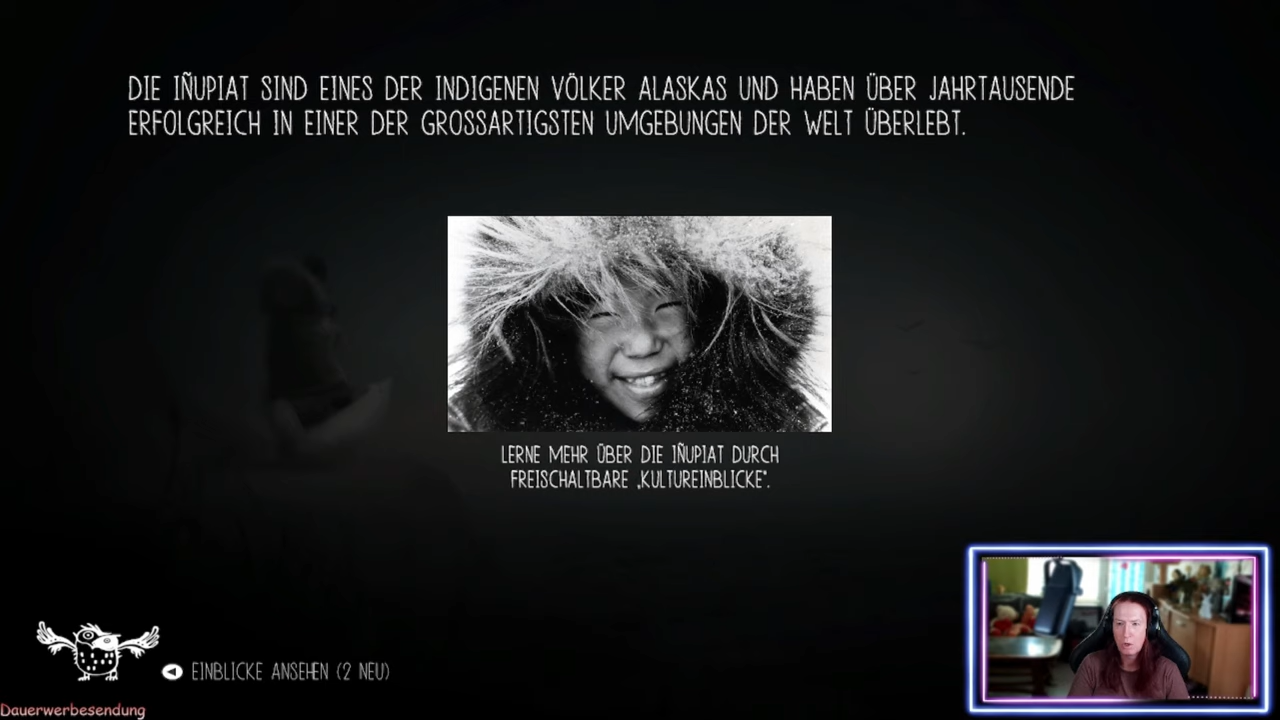 DIE IÑUPIAT SIND EINES DER INDIGENEN VÖLKER ALASKAS UND HABEN ÜBER JAHRTAUSENDE
ERFOLGREICH IN EINER DER GROSSARTIGSTEN UMGEBUNGEN DER WELT ÜBERLEBT.
LERNE MEHR ÜBER DIE IÑUPIAT DURCH
FREISCHALTBARE „KULTUREINBLICKE".
EINBLICKE ANSEHEN (2 NEU)
Dauerwerbesendung